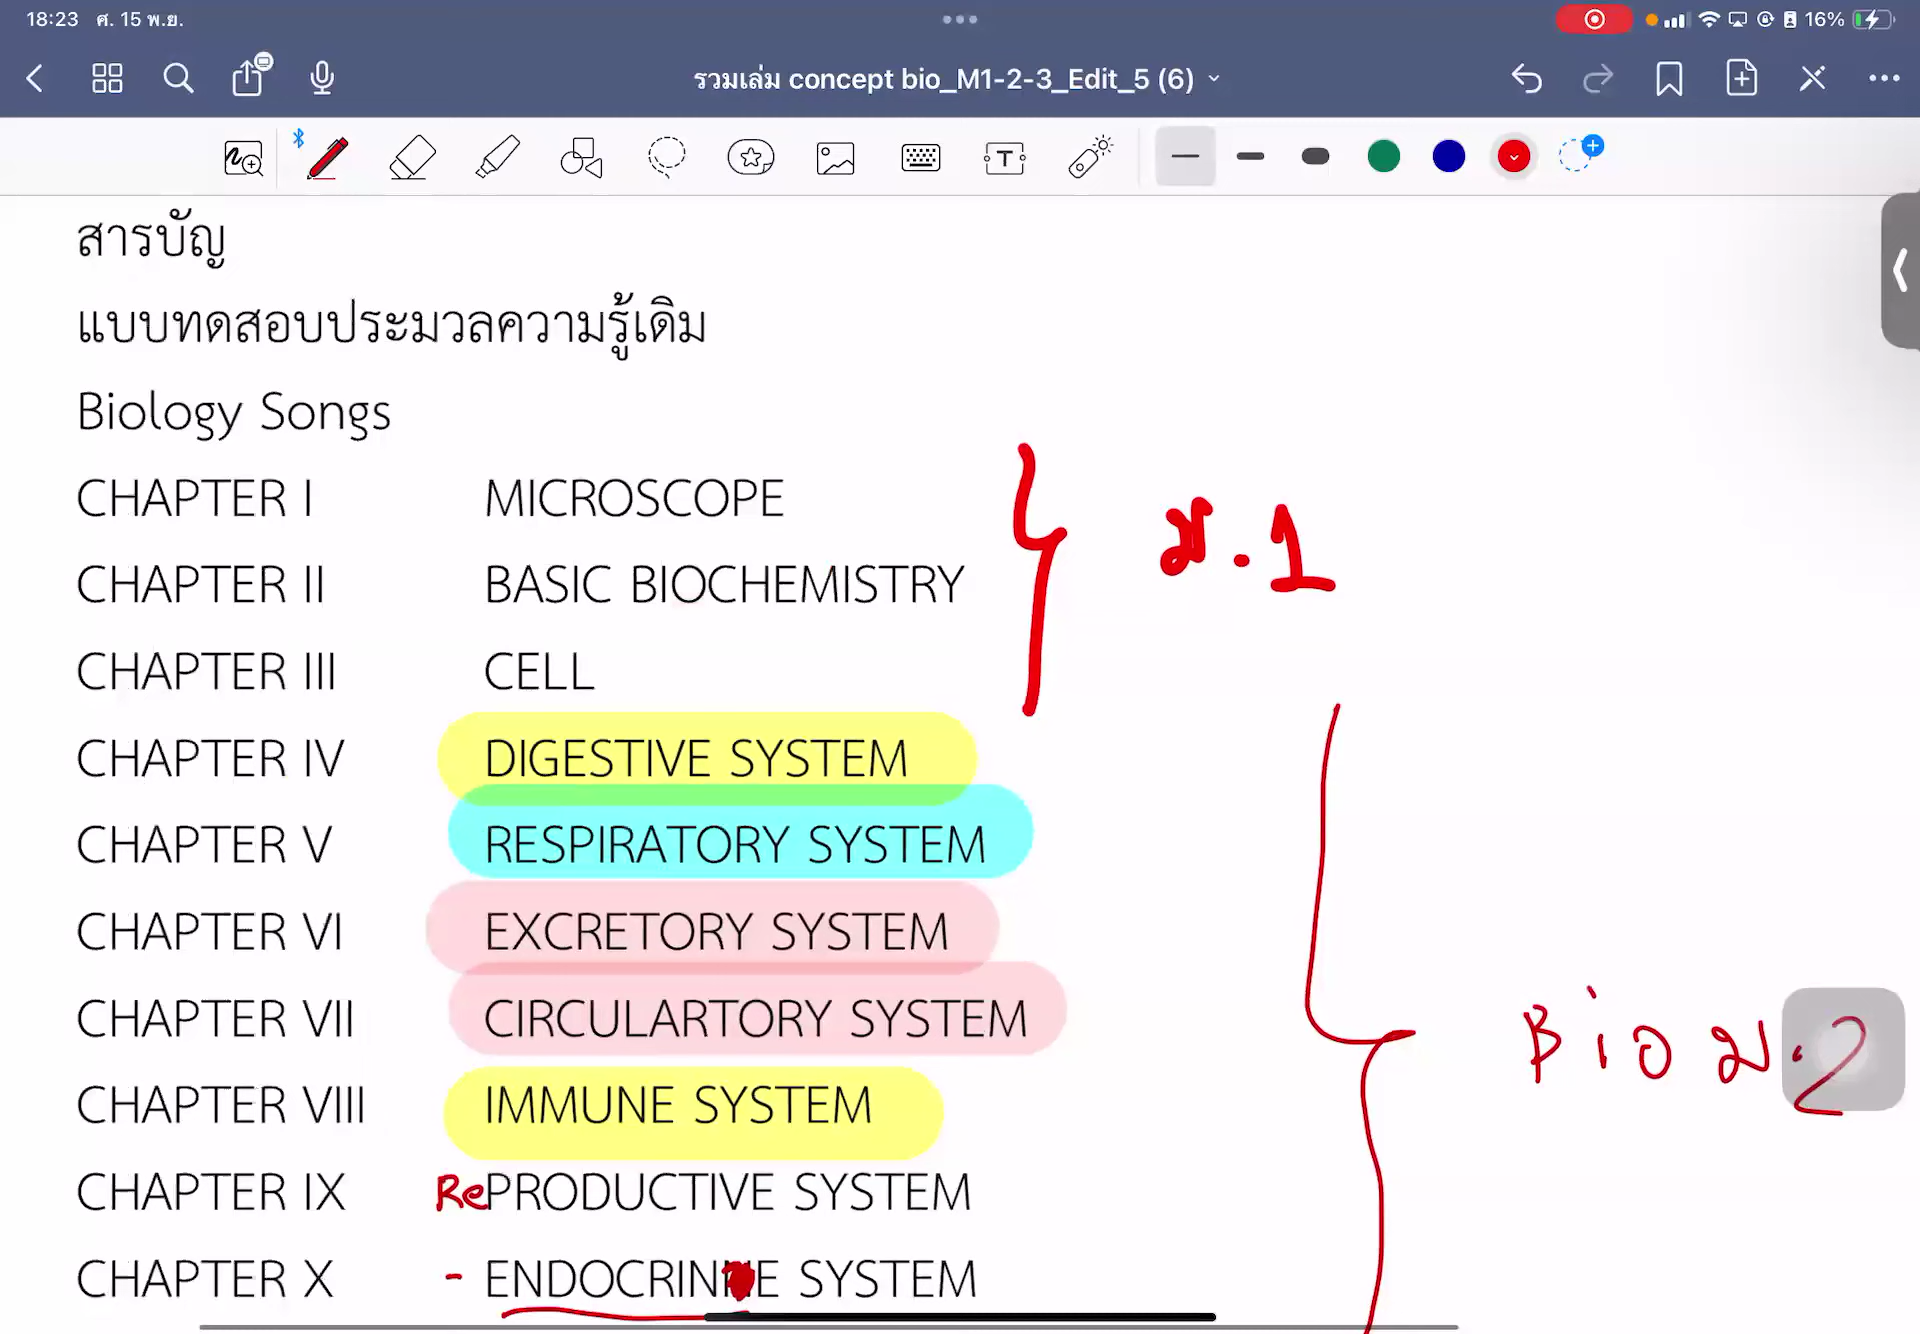 18:23 ศ. 15 พ.ย.
16%
รวมเล่ม concept bio_M1-2-3_Edit_5 (6)
T
สารบัญ
แบบทดสอบประมวลความรู้เดิม
Biology Songs
CHAPTER I MICROSCOPE
CHAPTER II BASIC BIOCHEMISTRY
ม.1
CHAPTER III CELL
CHAPTER IV DIGESTIVE SYSTEM
CHAPTER V RESPIRATORY SYSTEM
CHAPTER VI EXCRETORY SYSTEM
CHAPTER VII CIRCULARTORY SYSTEM
Bio ม.2
CHAPTER VIII IMMUNE SYSTEM
CHAPTER IX RePRODUCTIVE SYSTEM
CHAPTER X - ENDOCRINNE SYSTEM